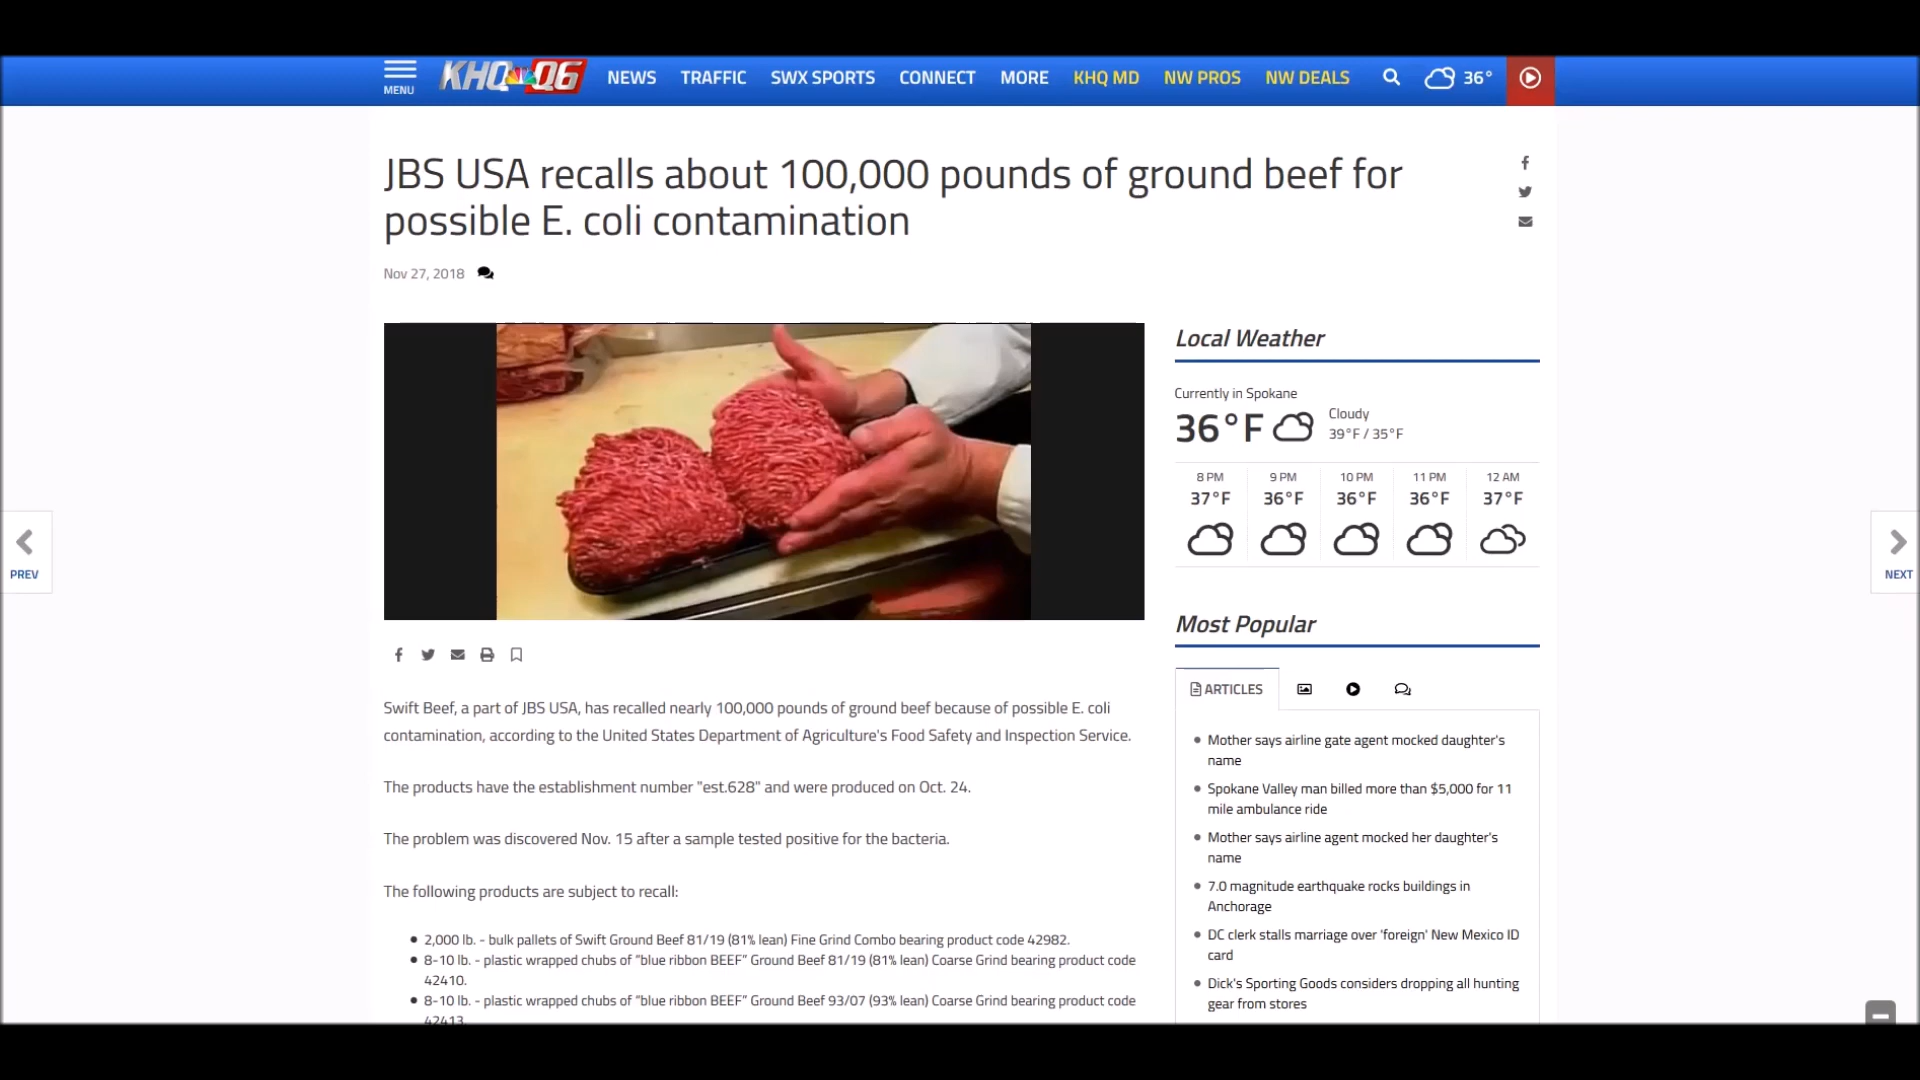 MENU
KHQ Q6
NEWS TRAFFIC SWX SPORTS CONNECT MORE KHQ MD NW PROS NW DEALS 36°
JBS USA recalls about 100,000 pounds of ground beef for
possible E. coli contamination
Nov 27, 2018
PREV
NEXT
Swift Beef, a part of JBS USA, has recalled nearly 100,000 pounds of ground beef because of possible E. coli
contamination, according to the United States Department of Agriculture's Food Safety and Inspection Service.
The products have the establishment number "est.628" and were produced on Oct. 24.
The problem was discovered Nov. 15 after a sample tested positive for the bacteria.
The following products are subject to recall:
2,000 lb. - bulk pallets of Swift Ground Beef 81/19 (81% lean) Fine Grind Combo bearing product code 42982.
8-10 lb. - plastic wrapped chubs of “blue ribbon BEEF” Ground Beef 81/19 (81% lean) Coarse Grind bearing product code
42410.
8-10 lb. - plastic wrapped chubs of “blue ribbon BEEF” Ground Beef 93/07 (93% lean) Coarse Grind bearing product code
42413.
Local Weather
Currently in Spokane
36°F
Cloudy
39°F / 35°F
8 PM 9 PM 10 PM 11 PM 12 AM
37°F 36°F 36°F 36°F 37°F
Most Popular
ARTICLES
Mother says airline gate agent mocked daughter's
name
Spokane Valley man billed more than $5,000 for 11
mile ambulance ride
Mother says airline agent mocked her daughter's
name
7.0 magnitude earthquake rocks buildings in
Anchorage
DC clerk stalls marriage over 'foreign' New Mexico ID
card
Dick's Sporting Goods considers dropping all hunting
gear from stores